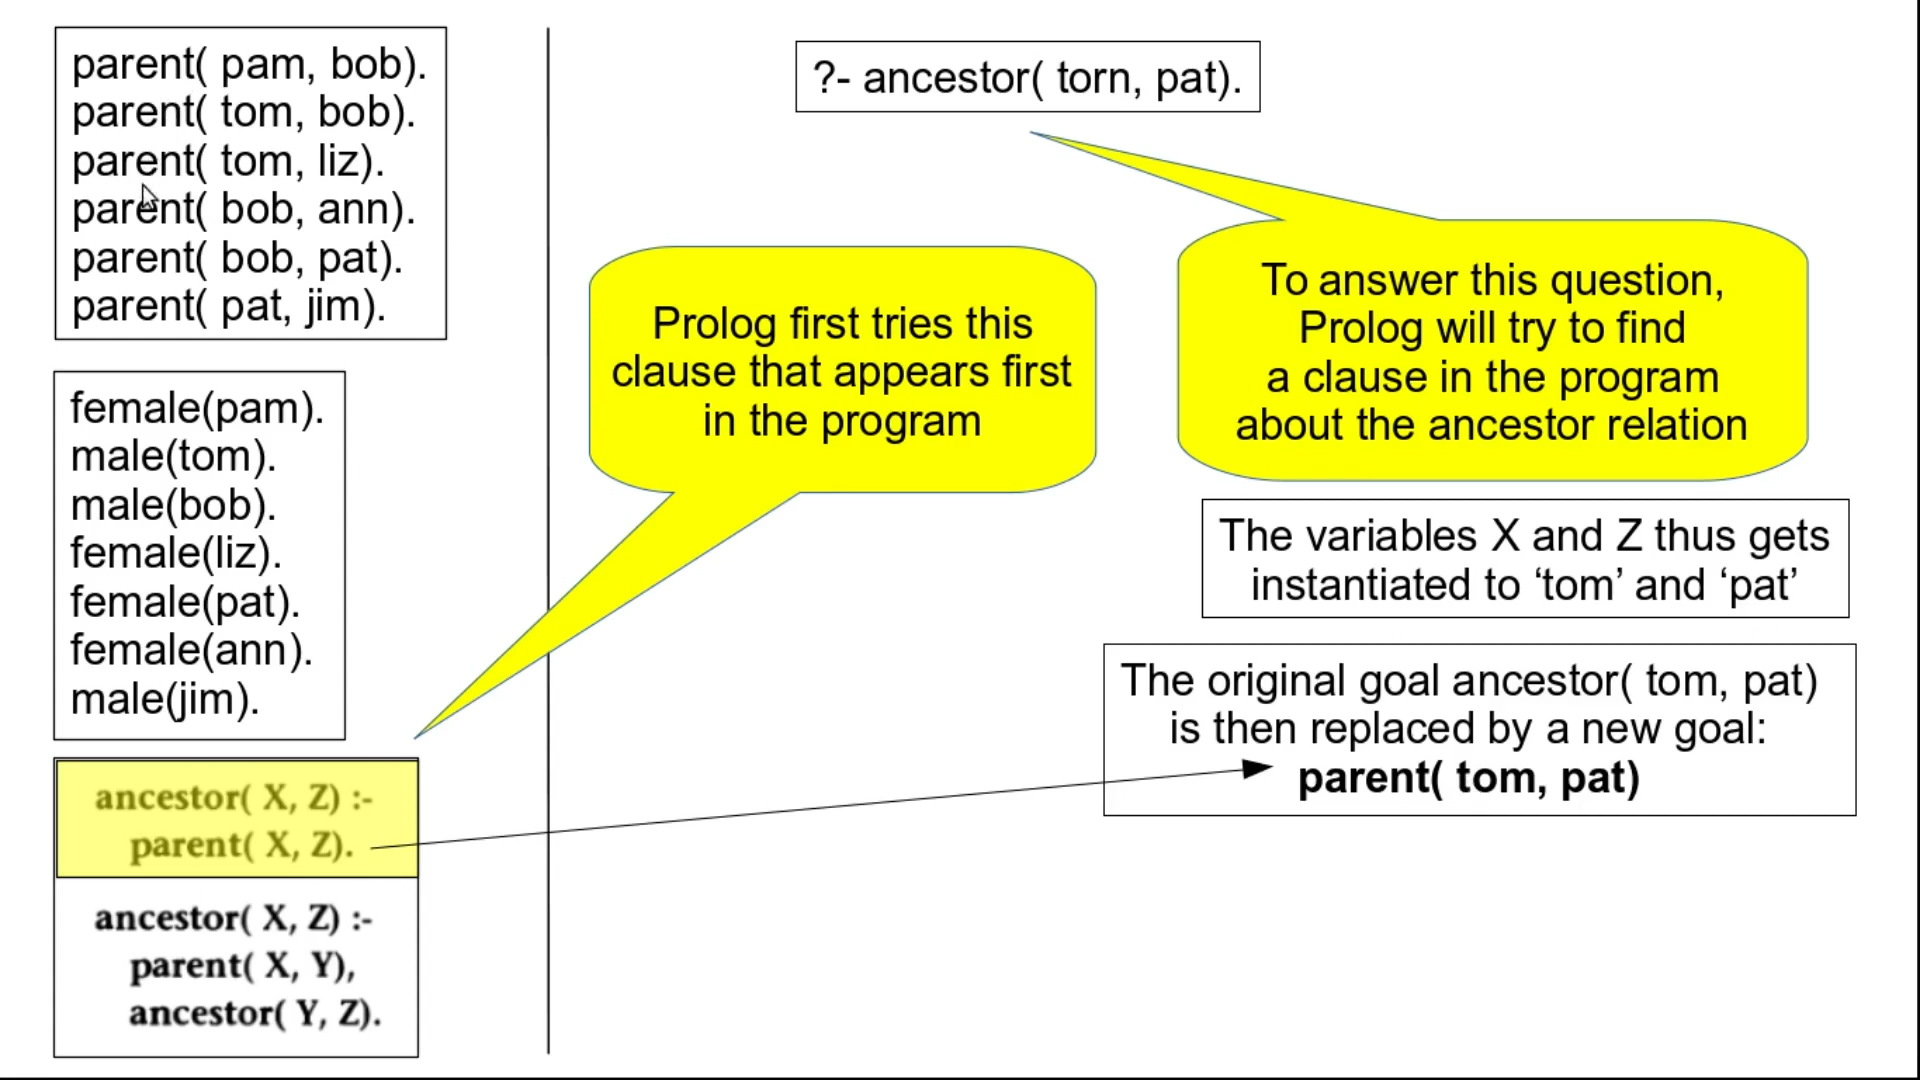 parent( pam, bob).
parent( tom, bob).
parent( tom, liz).
parent( bob, ann).
parent( bob, pat).
parent( pat, jim).
female(pam).
male(tom).
male(bob).
female(liz).
female(pat).
female(ann).
male(jim).
ancestor( X, Z) :-
parent( X, Z).
ancestor( X, Z) :-
parent( X, Y),
ancestor( Y, Z).
?- ancestor( torn, pat).
Prolog first tries this
clause that appears first
in the program
To answer this question,
Prolog will try to find
a clause in the program
about the ancestor relation
The variables X and Z thus gets
instantiated to ‘tom’ and ‘pat’
The original goal ancestor( tom, pat)
is then replaced by a new goal:
parent( tom, pat)